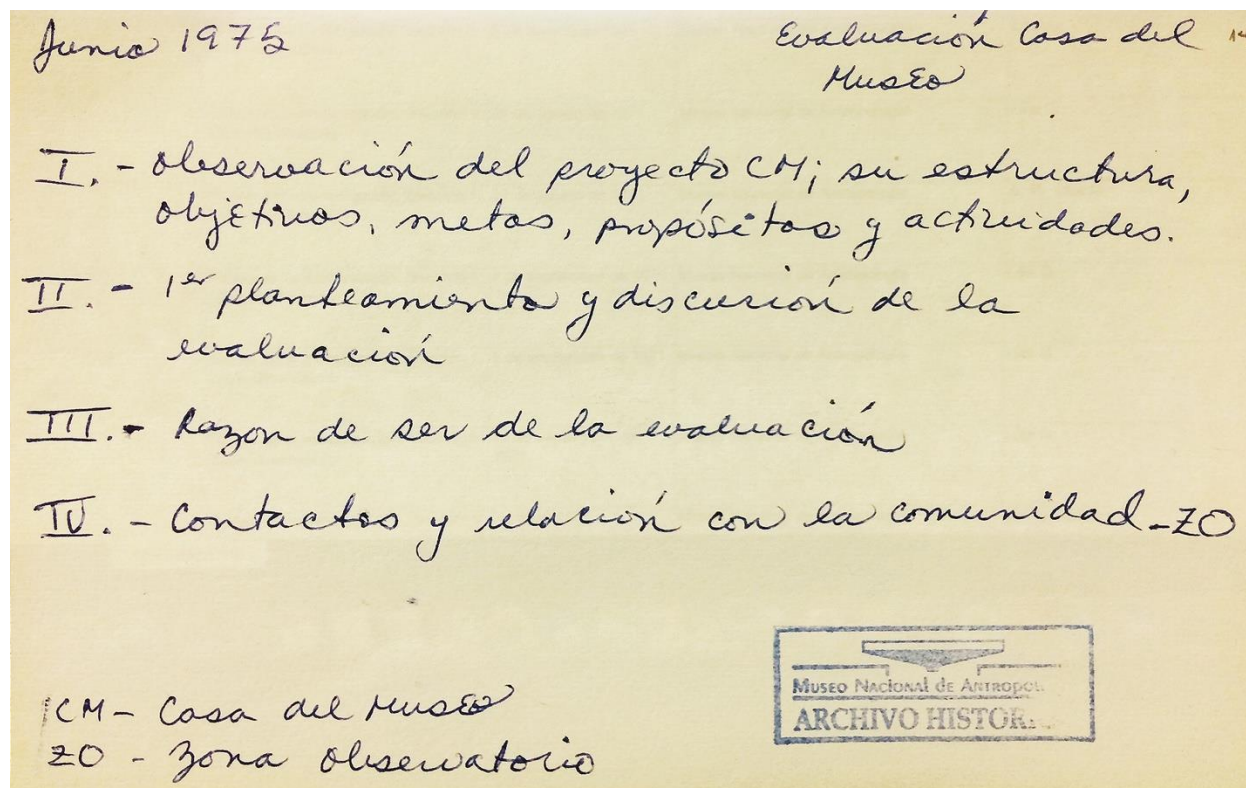 Junio 1975
Evaluación Casa del
Museo
I.- Observación del proyecto CM; su estructura,
objetivos, metas, propósitos y actividades.
II.- 1er planteamiento y discusión de la
evaluación
III.- Razon de ser de la evaluación
IV.- Contactos y relación con la comunidad-ZO
CM- Casa del Museo
ZO - Zona Observatorio
MUSEO NACIONAL DE
ARCHIVO